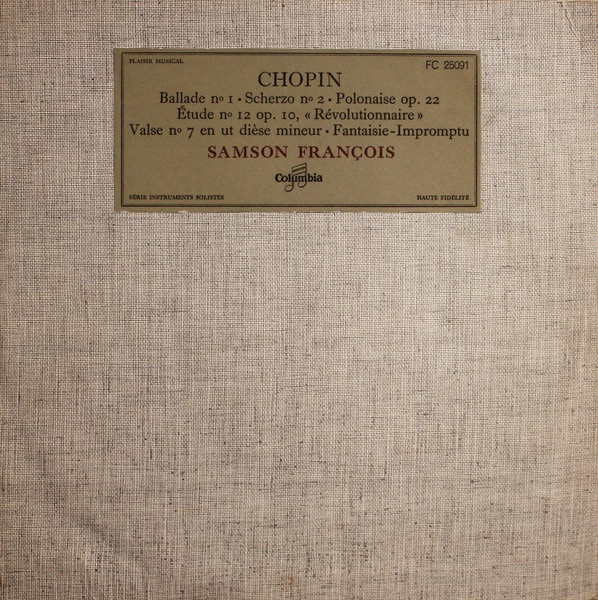 PLAISIR MUSICAL
FC 25091
CHOPIN
Ballade nº 1 • Scherzo nº 2 • Polonaise op. 22
Étude nº 12 op. 10, « Révolutionnaire »
Valse nº 7 en ut dièse mineur • Fantaisie-Impromptu
SAMSON FRANÇOIS
Columbia
SÉRIE INSTRUMENTS SOLISTES
HAUTE FIDÉLITÉ